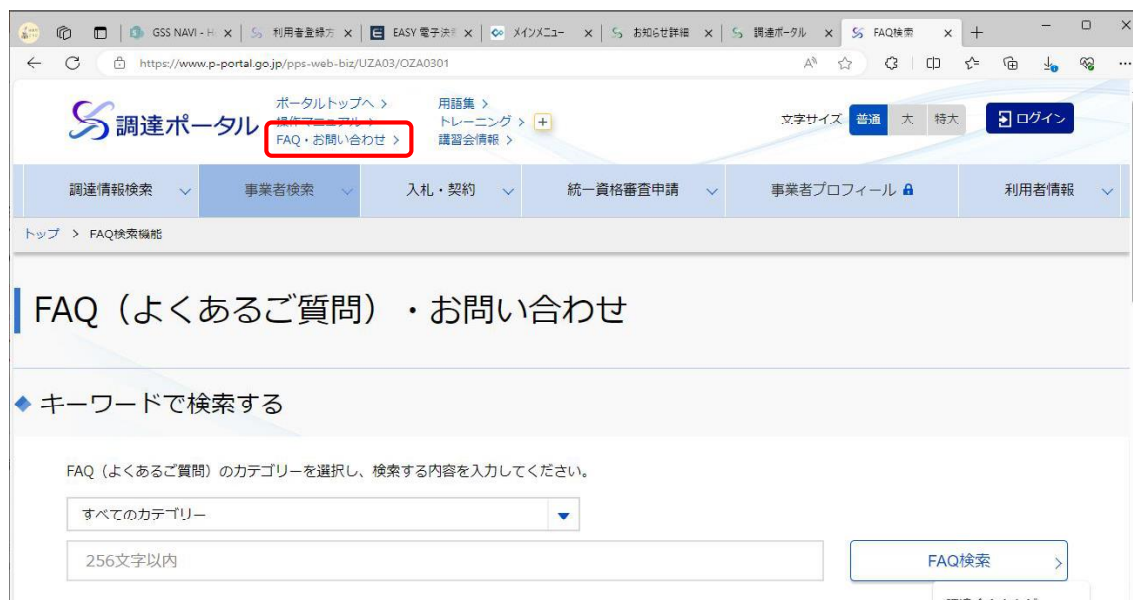 GSS NAVI - H
利用者登録方
EASY 電子決
メインメニュー
お知らせ詳細
調達ポータル
FAQ検索
https://www.p-portal.go.jp/pps-web-biz/UZA03/OZA0301
調達ポータル
ポータルトップへ >
操作マニュアル >
FAQ・お問い合わせ >
用語集 >
トレーニング >
講習会情報 >
文字サイズ 普通 大 特大
ログイン
調達情報検索
事業者検索
入札・契約
統一資格審査申請
事業者プロフィール
利用者情報
トップ > FAQ検索機能
FAQ(よくあるご質問)・お問い合わせ
キーワードで検索する
FAQ(よくあるご質問)のカテゴリーを選択し、検索する内容を入力してください。
すべてのカテゴリー
256文字以内
FAQ検索